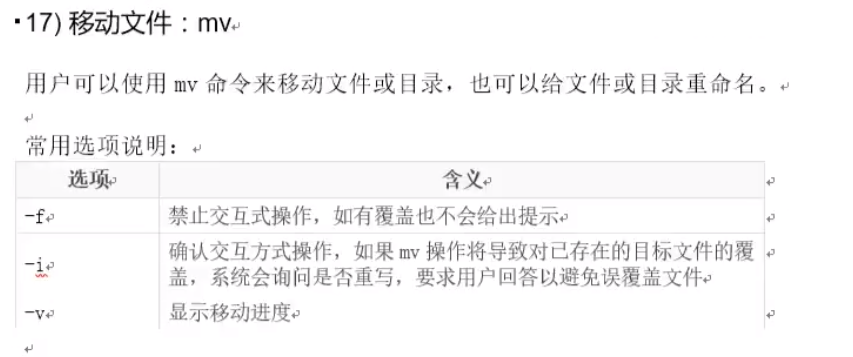 ▪17) 移动文件：mv
用户可以使用 mv 命令来移动文件或目录，也可以给文件或目录重命名。
常用选项说明：
选项 含义
-f 禁止交互式操作，如有覆盖也不会给出提示
-i 确认交互方式操作，如果 mv 操作将导致对已存在的目标文件的覆
盖，系统会询问是否重写，要求用户回答以避免误覆盖文件
-v 显示移动进度